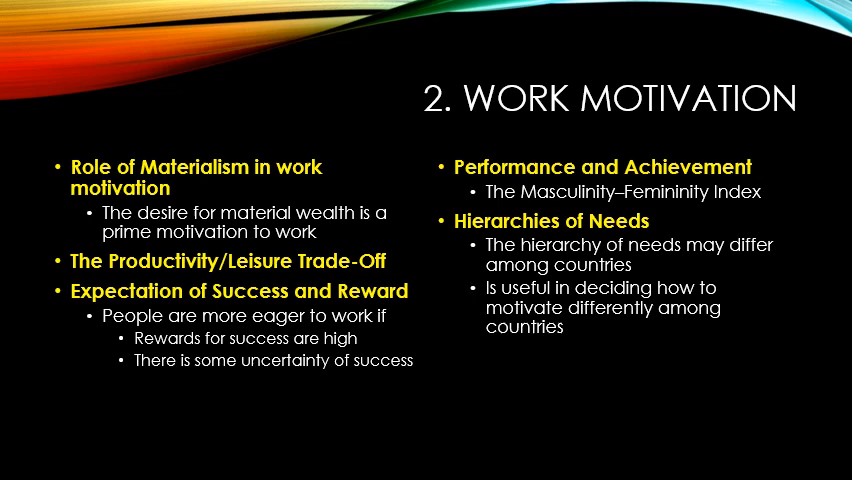 2. WORK MOTIVATION
• Role of Materialism in work
motivation
• The desire for material wealth is a
prime motivation to work
• The Productivity/Leisure Trade-Off
• Expectation of Success and Reward
• People are more eager to work if
• Rewards for success are high
• There is some uncertainty of success
• Performance and Achievement
• The Masculinity–Femininity Index
• Hierarchies of Needs
• The hierarchy of needs may differ
among countries
• Is useful in deciding how to
motivate differently among
countries